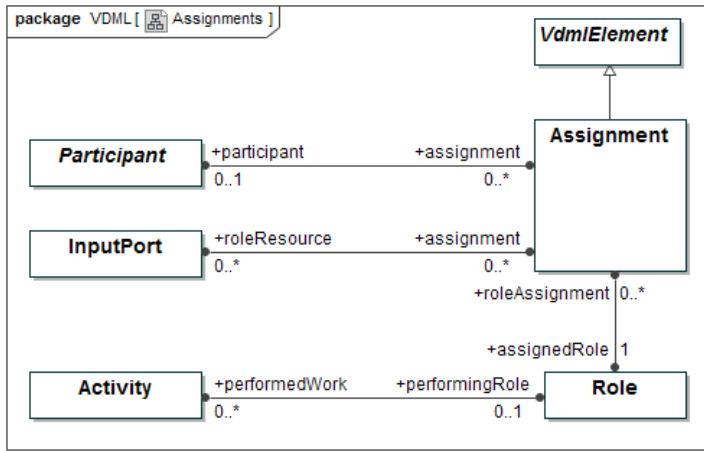 package VDML [ Assignments ]
VdmlElement
Assignment
Participant
+participant
+assignment
0..1
0..*
InputPort
+roleResource
+assignment
0..*
0..*
+roleAssignment 0..*
+assignedRole 1
Activity
+performedWork
+performingRole
Role
0..*
0..1